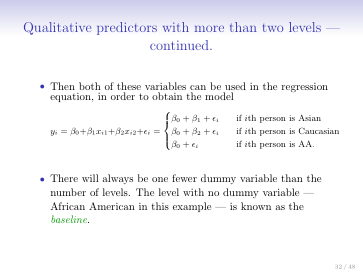 Qualitative predictors with more than two levels —
continued.
• Then both of these variables can be used in the regression
equation, in order to obtain the model
yᵢ = β₀+β₁xᵢ₁+β₂xᵢ₂+ϵᵢ = { β₀ + β₁ + ϵᵢ if ith person is Asian
β₀ + β₂ + ϵᵢ if ith person is Caucasian
β₀ + ϵᵢ if ith person is AA.
• There will always be one fewer dummy variable than the
number of levels. The level with no dummy variable —
African American in this example — is known as the
baseline.
32 / 48